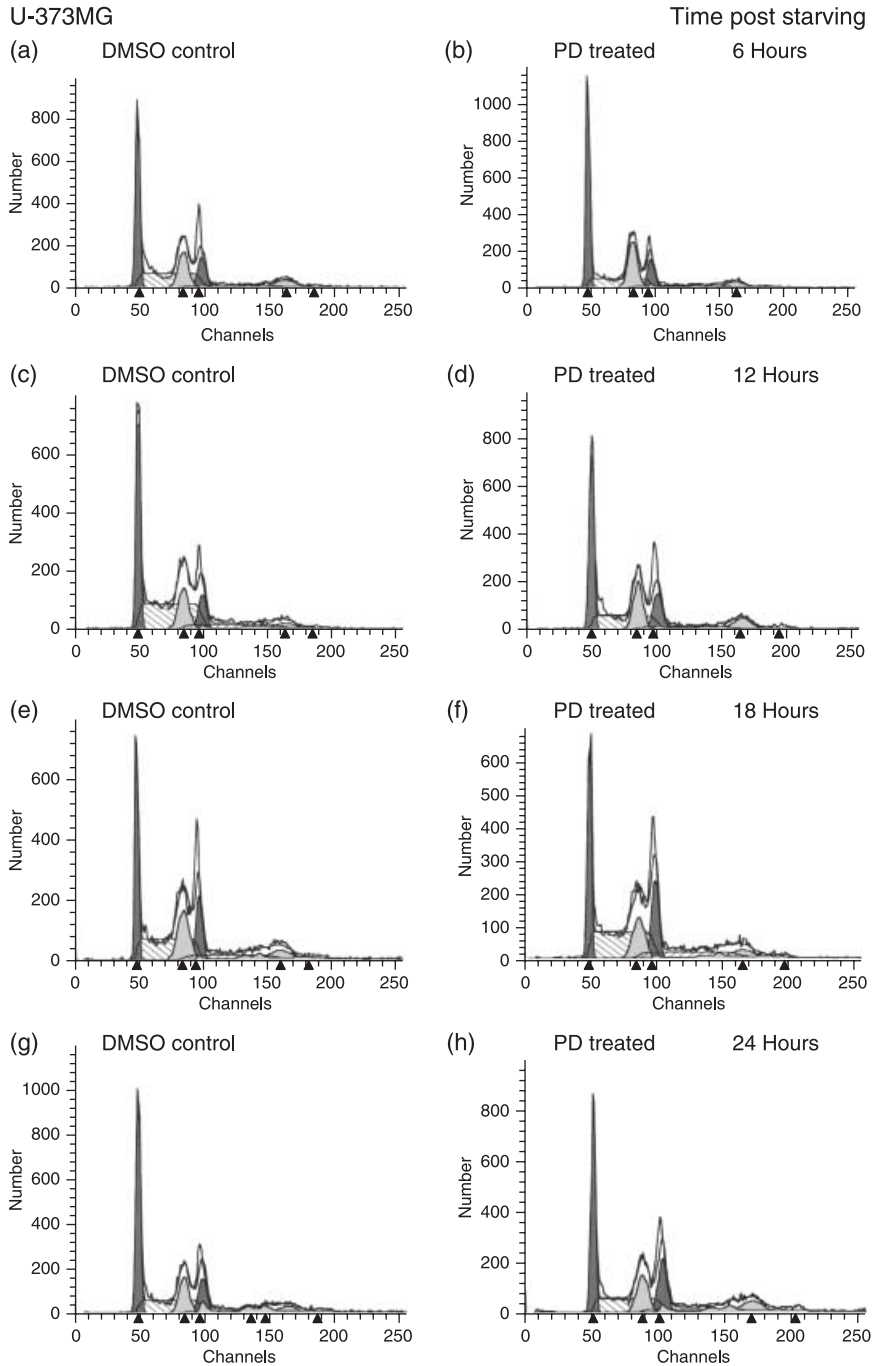 U-373MG Time post starving
(a) DMSO control (b) PD treated 6 Hours
800
600
400
200
0
Number
0 50 100 150 200 250
Channels
1000
800
600
400
200
0
Number
0 50 100 150 200 250
Channels
(c) DMSO control (d) PD treated 12 Hours
600
400
200
0
Number
0 50 100 150 200 250
Channels
800
600
400
200
0
Number
0 50 100 150 200 250
Channels
(e) DMSO control (f) PD treated 18 Hours
600
400
200
0
Number
0 50 100 150 200 250
Channels
600
500
400
300
200
100
0
Number
0 50 100 150 200 250
Channels
(g) DMSO control (h) PD treated 24 Hours
1000
800
600
400
200
0
Number
0 50 100 150 200 250
Channels
800
600
400
200
0
Number
0 50 100 150 200 250
Channels